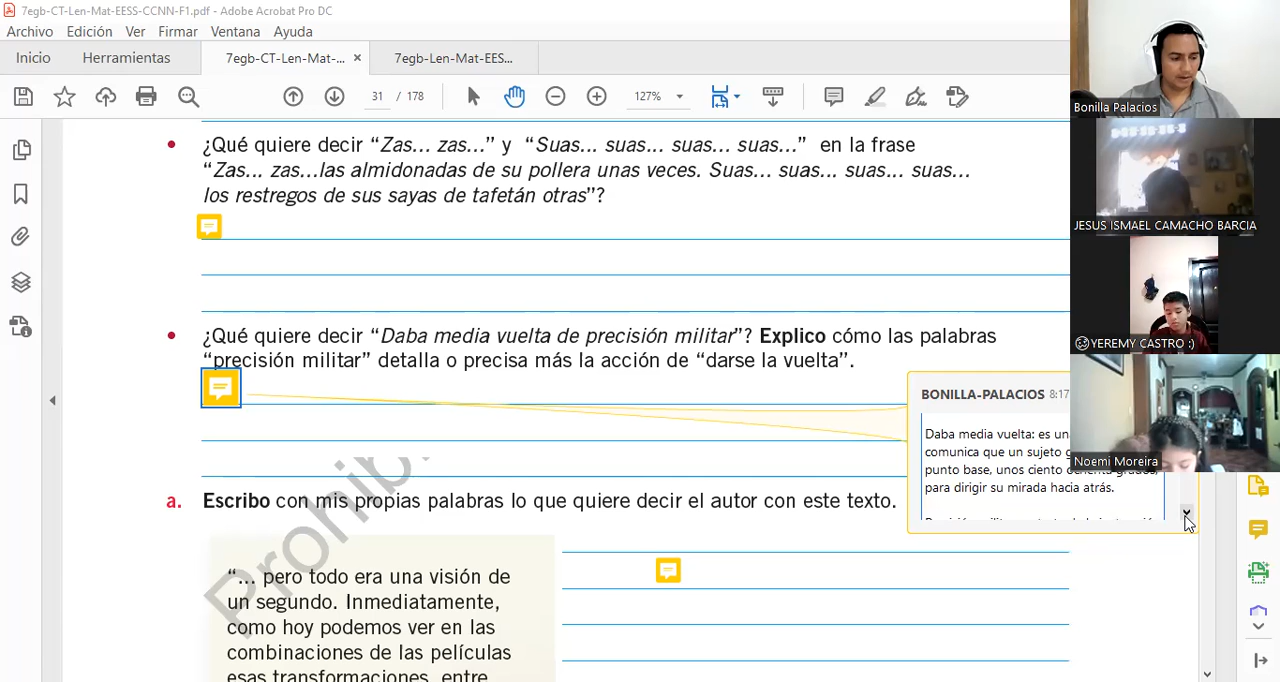 7egb-CT-Len-Mat-EESS-CCNN-F1.pdf - Adobe Acrobat Pro DC
Archivo Edición Ver Firmar Ventana Ayuda
Inicio Herramientas 7egb-CT-Len-Mat-... × 7egb-Len-Mat-EES...
31 / 178 127%
• ¿Qué quiere decir “Zas... zas...” y “Suas... suas... suas... suas...” en la frase
“Zas... zas...las almidonadas de su pollera unas veces. Suas... suas... suas... suas...
los restregos de sus sayas de tafetán otras”?
• ¿Qué quiere decir “Daba media vuelta de precisión militar”? Explico cómo las palabras
“precisión militar” detalla o precisa más la acción de “darse la vuelta”.
BONILLA-PALACIOS 8:17
Daba media vuelta: es
comunica que un sujeto
punto base, unos ciento
para dirigir su mirada hacia atrás.
a. Escribo con mis propias palabras lo que quiere decir el autor con este texto.
“... pero todo era una visión de
un segundo. Inmediatamente,
como hoy podemos ver en las
combinaciones de las películas
esas transformaciones, entre
Prohib
Bonilla Palacios
JESUS ISMAEL CAMACHO BARCIA
YEREMY CASTRO :)
Noemi Moreira